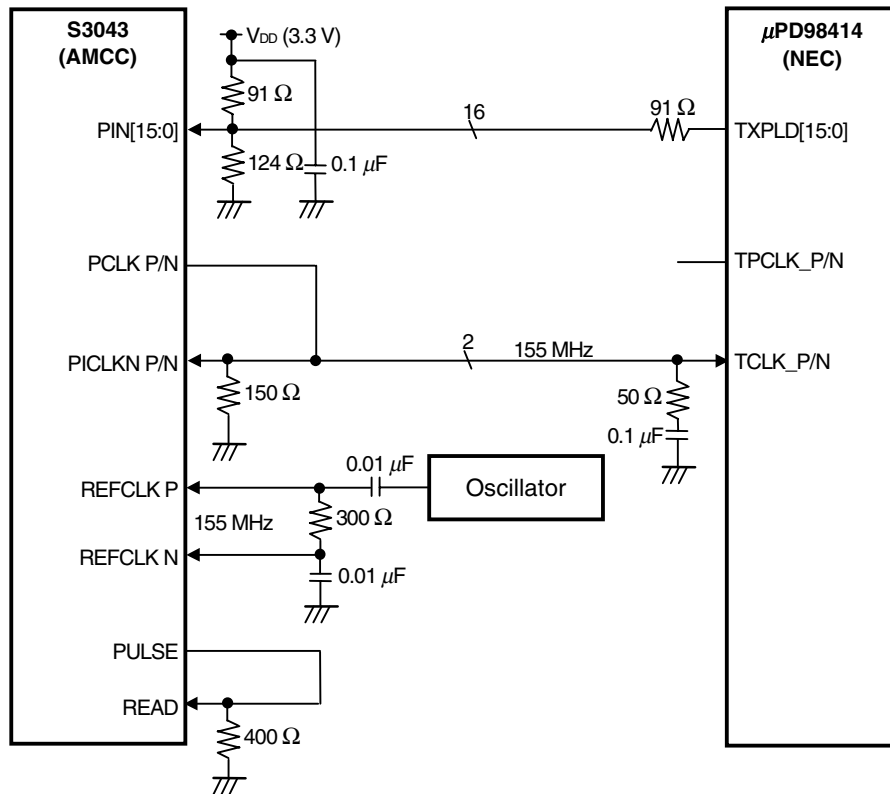 S3043
(AMCC)
µPD98414
(NEC)
VDD (3.3 V)
91 Ω
PIN[15:0]
16
91 Ω
TXPLD[15:0]
124 Ω
0.1 µF
PCLK P/N
TPCLK_P/N
PICLKN P/N
2
155 MHz
TCLK_P/N
150 Ω
50 Ω
0.1 µF
0.01 µF
Oscillator
REFCLK P
155 MHz
300 Ω
REFCLK N
0.01 µF
PULSE
READ
400 Ω